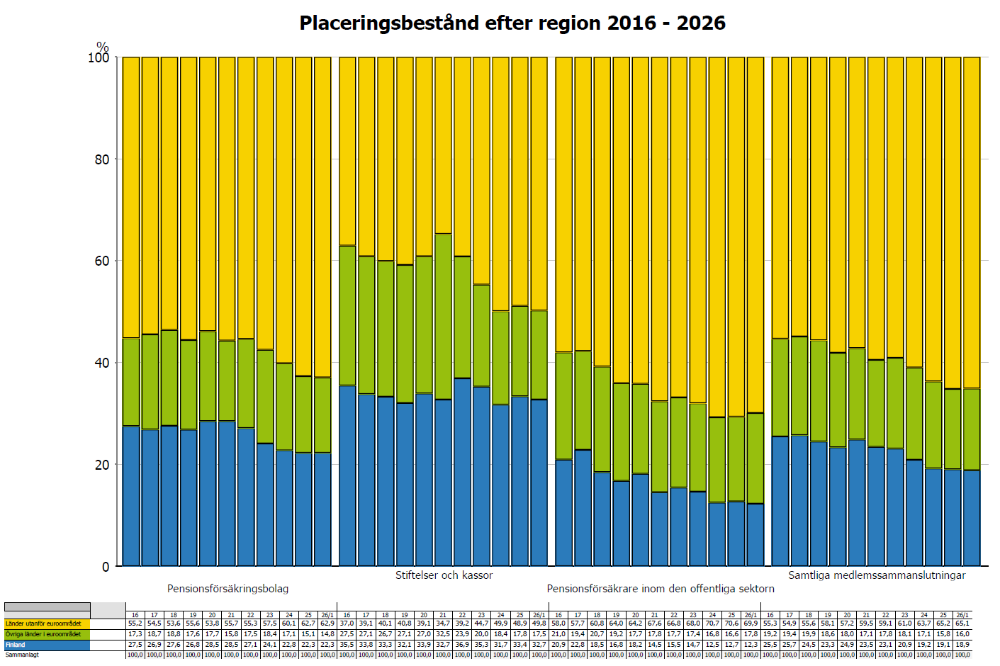 Placeringsbestånd efter region 2016 - 2026
%
100
80
60
40
20
0
Stiftelser och kassor
Samtliga medlemssammanslutningar
Pensionsförsäkringsbolag
Pensionsförsäkrare inom den offentliga sektorn
16 17 18 19 20 21 22 23 24 25 26/1 16 17 18 19 20 21 22 23 24 25 26/1 16 17 18 19 20 21 22 23 24 25 26/1 16 17 18 19 20 21 22 23 24 25 26/1
Länder utanför euroområdet 55,2 54,5 53,6 55,6 53,8 55,7 55,3 57,5 60,1 62,7 62,9 37,0 39,1 40,1 40,8 39,1 34,7 39,2 44,7 49,9 48,9 49,8 58,0 57,7 60,8 64,0 64,2 67,6 66,8 68,0 70,7 70,6 69,9 55,3 54,9 55,6 58,1 57,2 59,5 59,1 61,0 63,7 65,2 65,1
Övriga länder i euroområdet 17,3 18,7 18,8 17,6 17,7 15,8 17,5 18,4 17,1 15,1 14,8 27,5 27,1 26,7 27,1 27,0 32,5 23,9 20,0 18,4 17,8 17,5 21,0 19,4 20,7 19,2 17,7 17,8 17,7 17,4 16,8 16,6 17,8 19,2 19,4 19,9 18,6 18,0 17,1 17,8 18,1 17,1 15,8 16,0
Finland 27,5 26,9 27,6 26,8 28,5 28,5 27,1 24,1 22,8 22,3 22,3 35,5 33,8 33,3 32,1 33,9 32,7 36,9 35,3 31,7 33,4 32,7 20,9 22,8 18,5 16,8 18,2 14,5 15,5 14,7 12,5 12,7 12,3 25,5 25,7 24,5 23,3 24,9 23,5 23,1 20,9 19,2 19,1 18,9
Sammanlagt 100,0 100,0 100,0 100,0 100,0 100,0 100,0 100,0 100,0 100,0 100,0 100,0 100,0 100,0 100,0 100,0 100,0 100,0 100,0 100,0 100,0 100,0 100,0 100,0 100,0 100,0 100,0 100,0 100,0 100,0 100,0 100,0 100,0 100,0 100,0 100,0 100,0 100,0 100,0 100,0 100,0 100,0 100,0 100,0